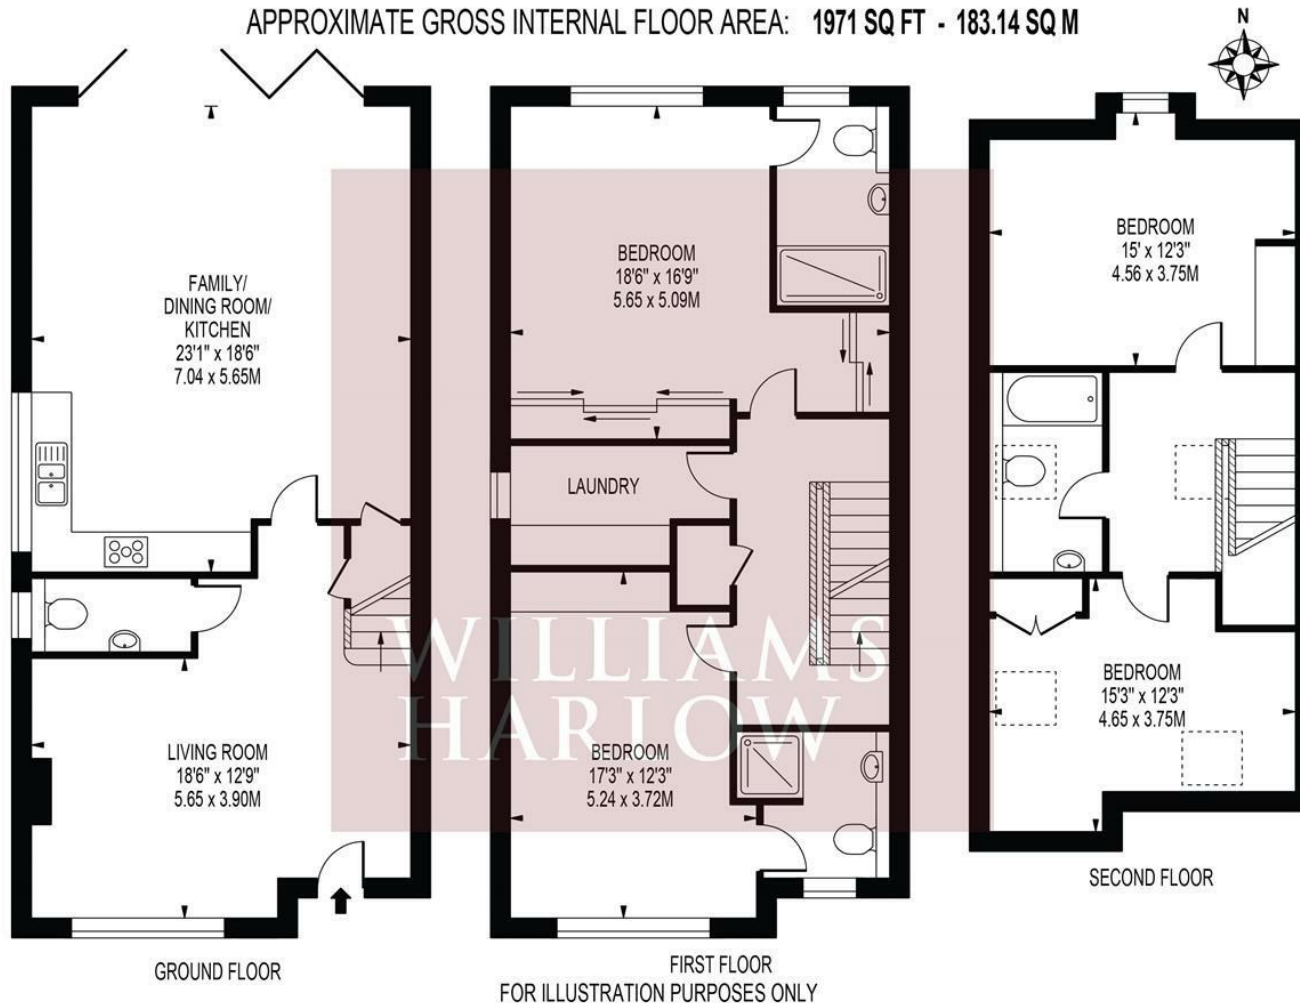 APPROXIMATE GROSS INTERNAL FLOOR AREA: 1971 SQ FT - 183.14 SQ M
N
FAMILY/
DINING ROOM/
KITCHEN
23'1" x 18'6"
7.04 x 5.65M
LIVING ROOM
18'6" x 12'9"
5.65 x 3.90M
GROUND FLOOR
BEDROOM
18'6" x 16'9"
5.65 x 5.09M
LAUNDRY
BEDROOM
17'3" x 12'3"
5.24 x 3.72M
FIRST FLOOR
BEDROOM
15' x 12'3"
4.56 x 3.75M
BEDROOM
15'3" x 12'3"
4.65 x 3.75M
SECOND FLOOR
WILLIAMS
HARLOW
FOR ILLUSTRATION PURPOSES ONLY